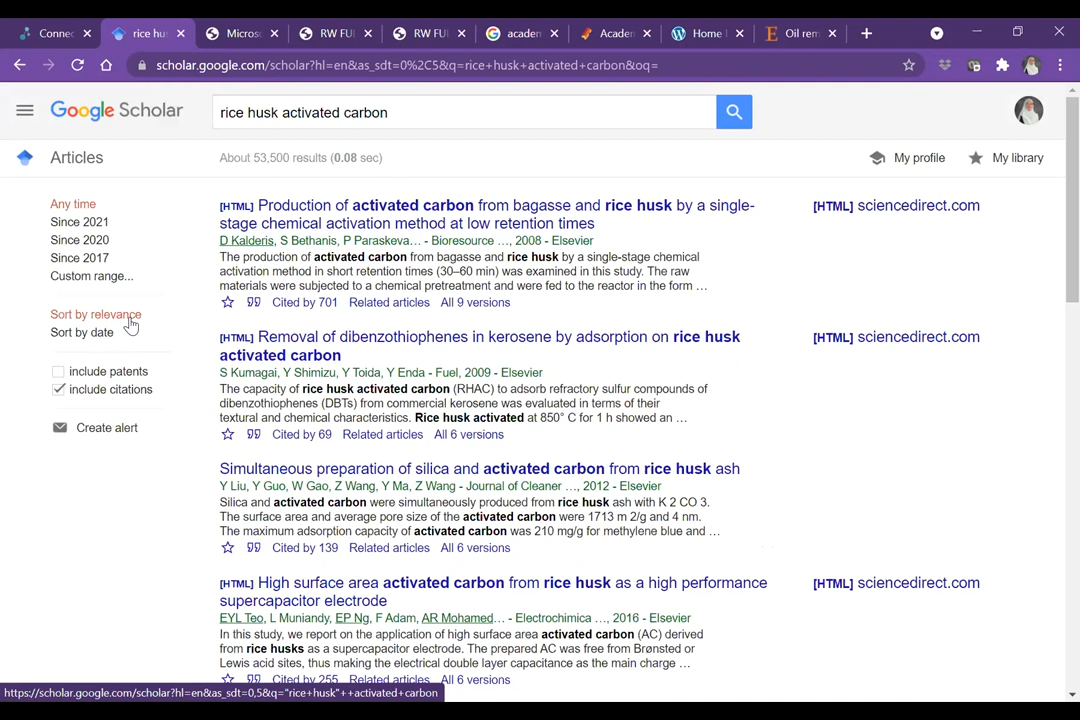 Connec
rice hus
Micros
RW FU
RW FU
academ
Academ
Home
Oil rem
scholar.google.com/scholar?hl=en&as_sdt=0%2C5&q=rice+husk+activated+carbon&oq=
Google Scholar
rice husk activated carbon
Articles
About 53,500 results (0.08 sec)
My profile
My library
Any time
Since 2021
Since 2020
Since 2017
Custom range...
Sort by relevance
Sort by date
include patents
include citations
Create alert
[HTML] Production of activated carbon from bagasse and rice husk by a single-
stage chemical activation method at low retention times
[HTML] sciencedirect.com
D Kalderis, S Bethanis, P Paraskeva… - Bioresource …, 2008 - Elsevier
The production of activated carbon from bagasse and rice husk by a single-stage chemical
activation method in short retention times (30–60 min) was examined in this study. The raw
materials were subjected to a chemical pretreatment and were fed to the reactor in the form …
Cited by 701 Related articles All 9 versions
[HTML] Removal of dibenzothiophenes in kerosene by adsorption on rice husk
activated carbon
[HTML] sciencedirect.com
S Kumagai, Y Shimizu, Y Toida, Y Enda - Fuel, 2009 - Elsevier
The capacity of rice husk activated carbon (RHAC) to adsorb refractory sulfur compounds of
dibenzothiophenes (DBTs) from commercial kerosene was evaluated in terms of their
textural and chemical characteristics. Rice husk activated at 850° C for 1 h showed an …
Cited by 69 Related articles All 6 versions
Simultaneous preparation of silica and activated carbon from rice husk ash
Y Liu, Y Guo, W Gao, Z Wang, Y Ma, Z Wang - Journal of Cleaner …, 2012 - Elsevier
Silica and activated carbon were simultaneously produced from rice husk ash with K 2 CO 3.
The surface area and average pore size of the activated carbon were 1713 m 2/g and 4 nm.
The maximum adsorption capacity of activated carbon was 210 mg/g for methylene blue and …
Cited by 139 Related articles All 6 versions
[HTML] High surface area activated carbon from rice husk as a high performance
supercapacitor electrode
[HTML] sciencedirect.com
EYL Teo, L Muniandy, EP Ng, F Adam, AR Mohamed… - Electrochimica …, 2016 - Elsevier
In this study, we report on the application of high surface area activated carbon (AC) derived
from rice husks as a supercapacitor electrode. The prepared AC was free from Brønsted or
Lewis acid sites, thus making the electrical double layer capacitance as the main charge …
Cited by 255 Related articles All 6 versions
https://scholar.google.com/scholar?hl=en&as_sdt=0,5&q="rice+husk"++activated+carbon